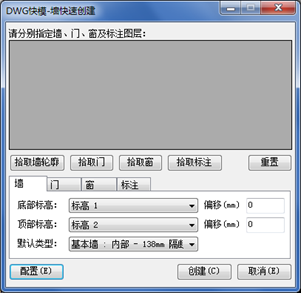 DWG快模-墙快速创建
请分别指定墙、门、窗及标注图层:
拾取墙轮廓 拾取门 拾取窗 拾取标注 重置
墙 门 窗 标注
底部标高: 标高 1 偏移(mm) 0
顶部标高: 标高 2 偏移(mm) 0
默认类型: 基本墙 : 内部 - 138mm 隔
配置(E) 创建(C) 取消(E)